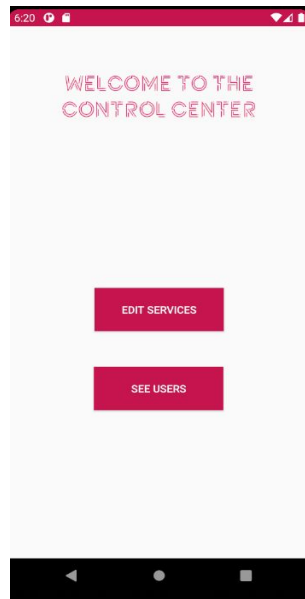 6:20
WELCOME TO THE
CONTROL CENTER
EDIT SERVICES
SEE USERS